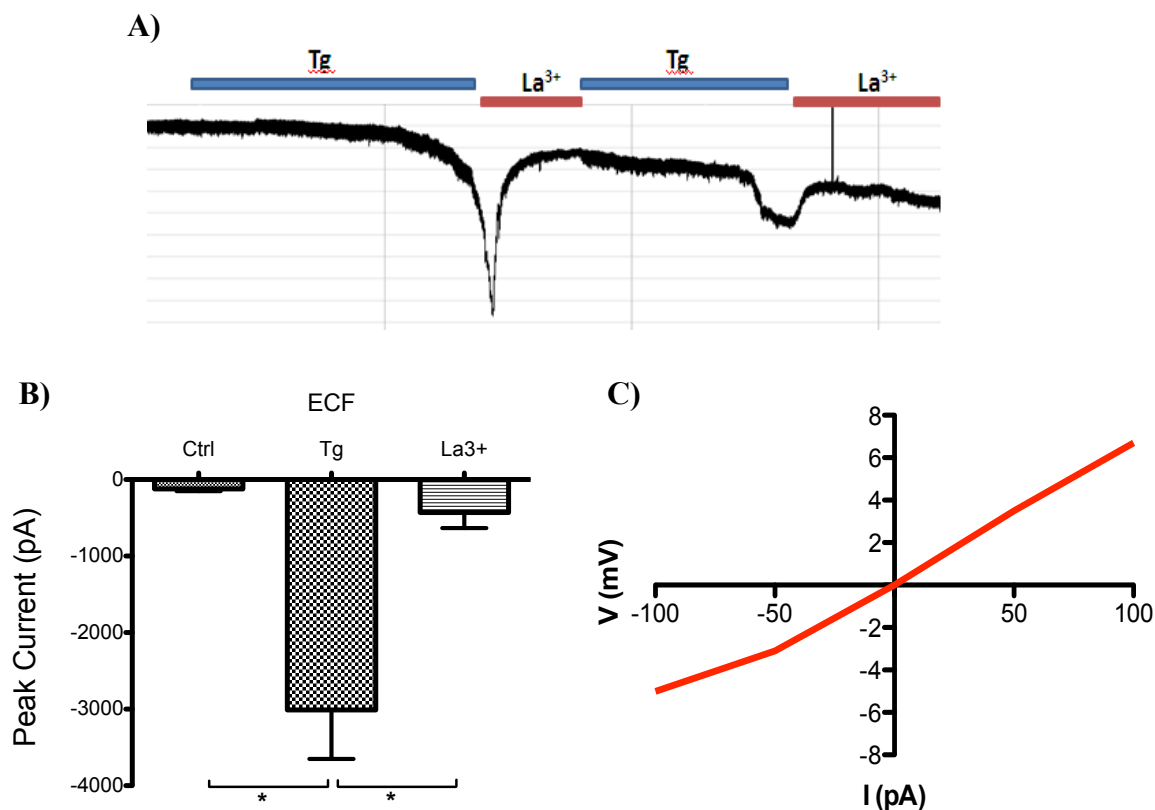 A)
Tg La³⁺ Tg La³⁺
B)
ECF
Ctrl Tg La3+
0
-1000
-2000
-3000
-4000
Peak Current (pA)
* *
C)
8
6
4
2
-100 -50 50 100
-2
-4
-6
-8
V (mV)
I (pA)